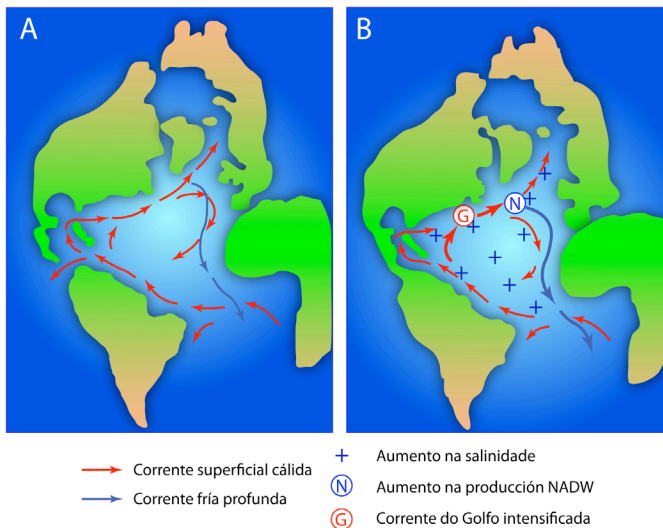 A
B
G
N
Corrente superficial cálida
Corrente fría profunda
+ Aumento na salinidade
N Aumento na producción NADW
G Corrente do Golfo intensificada